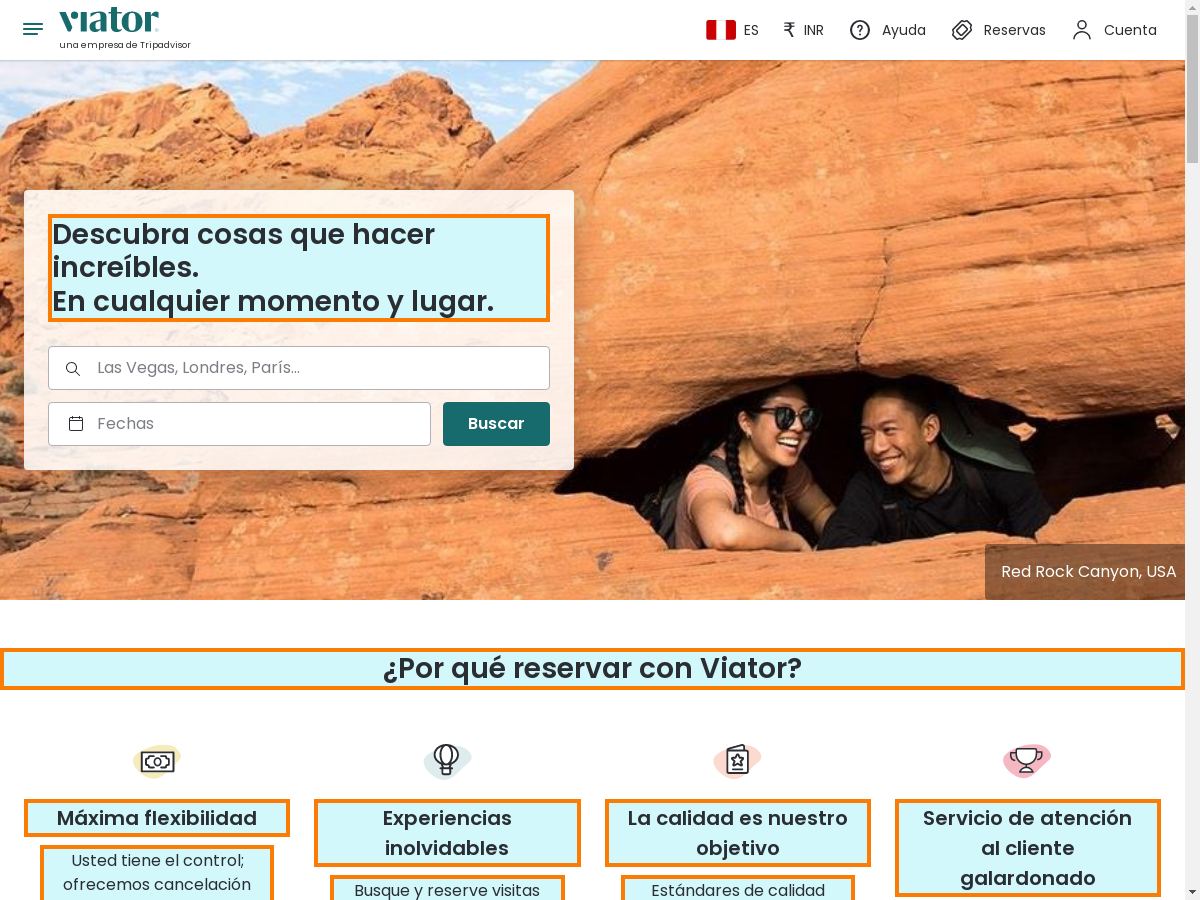 viator
una empresa de Tripadvisor
ES
₹ INR
Ayuda
Reservas
Cuenta
Descubra cosas que hacer
increíbles.
En cualquier momento y lugar.
Las Vegas, Londres, París...
Fechas
Buscar
Red Rock Canyon, USA
¿Por qué reservar con Viator?
Máxima flexibilidad
Usted tiene el control;
ofrecemos cancelación
Experiencias
inolvidables
Busque y reserve visitas
La calidad es nuestro
objetivo
Estándares de calidad
Servicio de atención
al cliente
galardonado